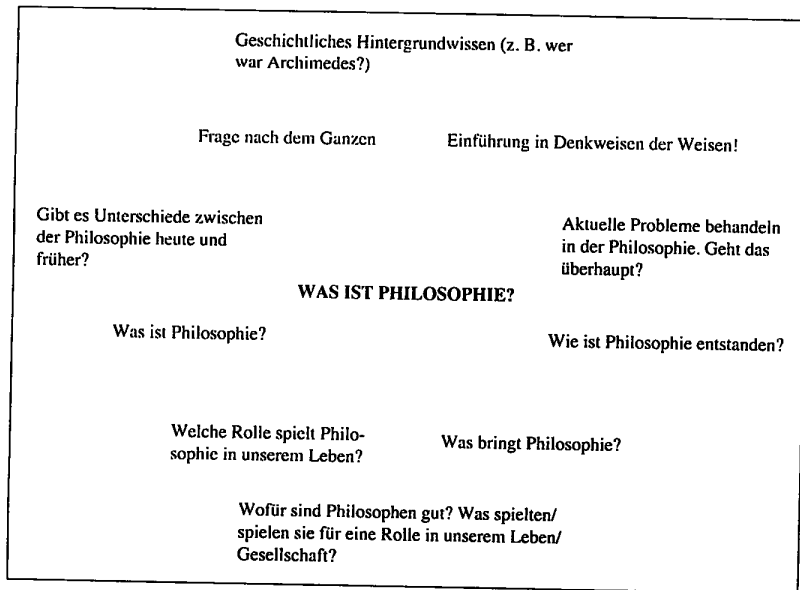 Geschichtliches Hintergrundwissen (z. B. wer
war Archimedes?)
Frage nach dem Ganzen
Einführung in Denkweisen der Weisen!
Gibt es Unterschiede zwischen
der Philosophie heute und
früher?
Aktuelle Probleme behandeln
in der Philosophie. Geht das
überhaupt?
WAS IST PHILOSOPHIE?
Was ist Philosophie?
Wie ist Philosophie entstanden?
Welche Rolle spielt Philo-
sophie in unserem Leben?
Was bringt Philosophie?
Wofür sind Philosophen gut? Was spielten/
spielen sie für eine Rolle in unserem Leben/
Gesellschaft?